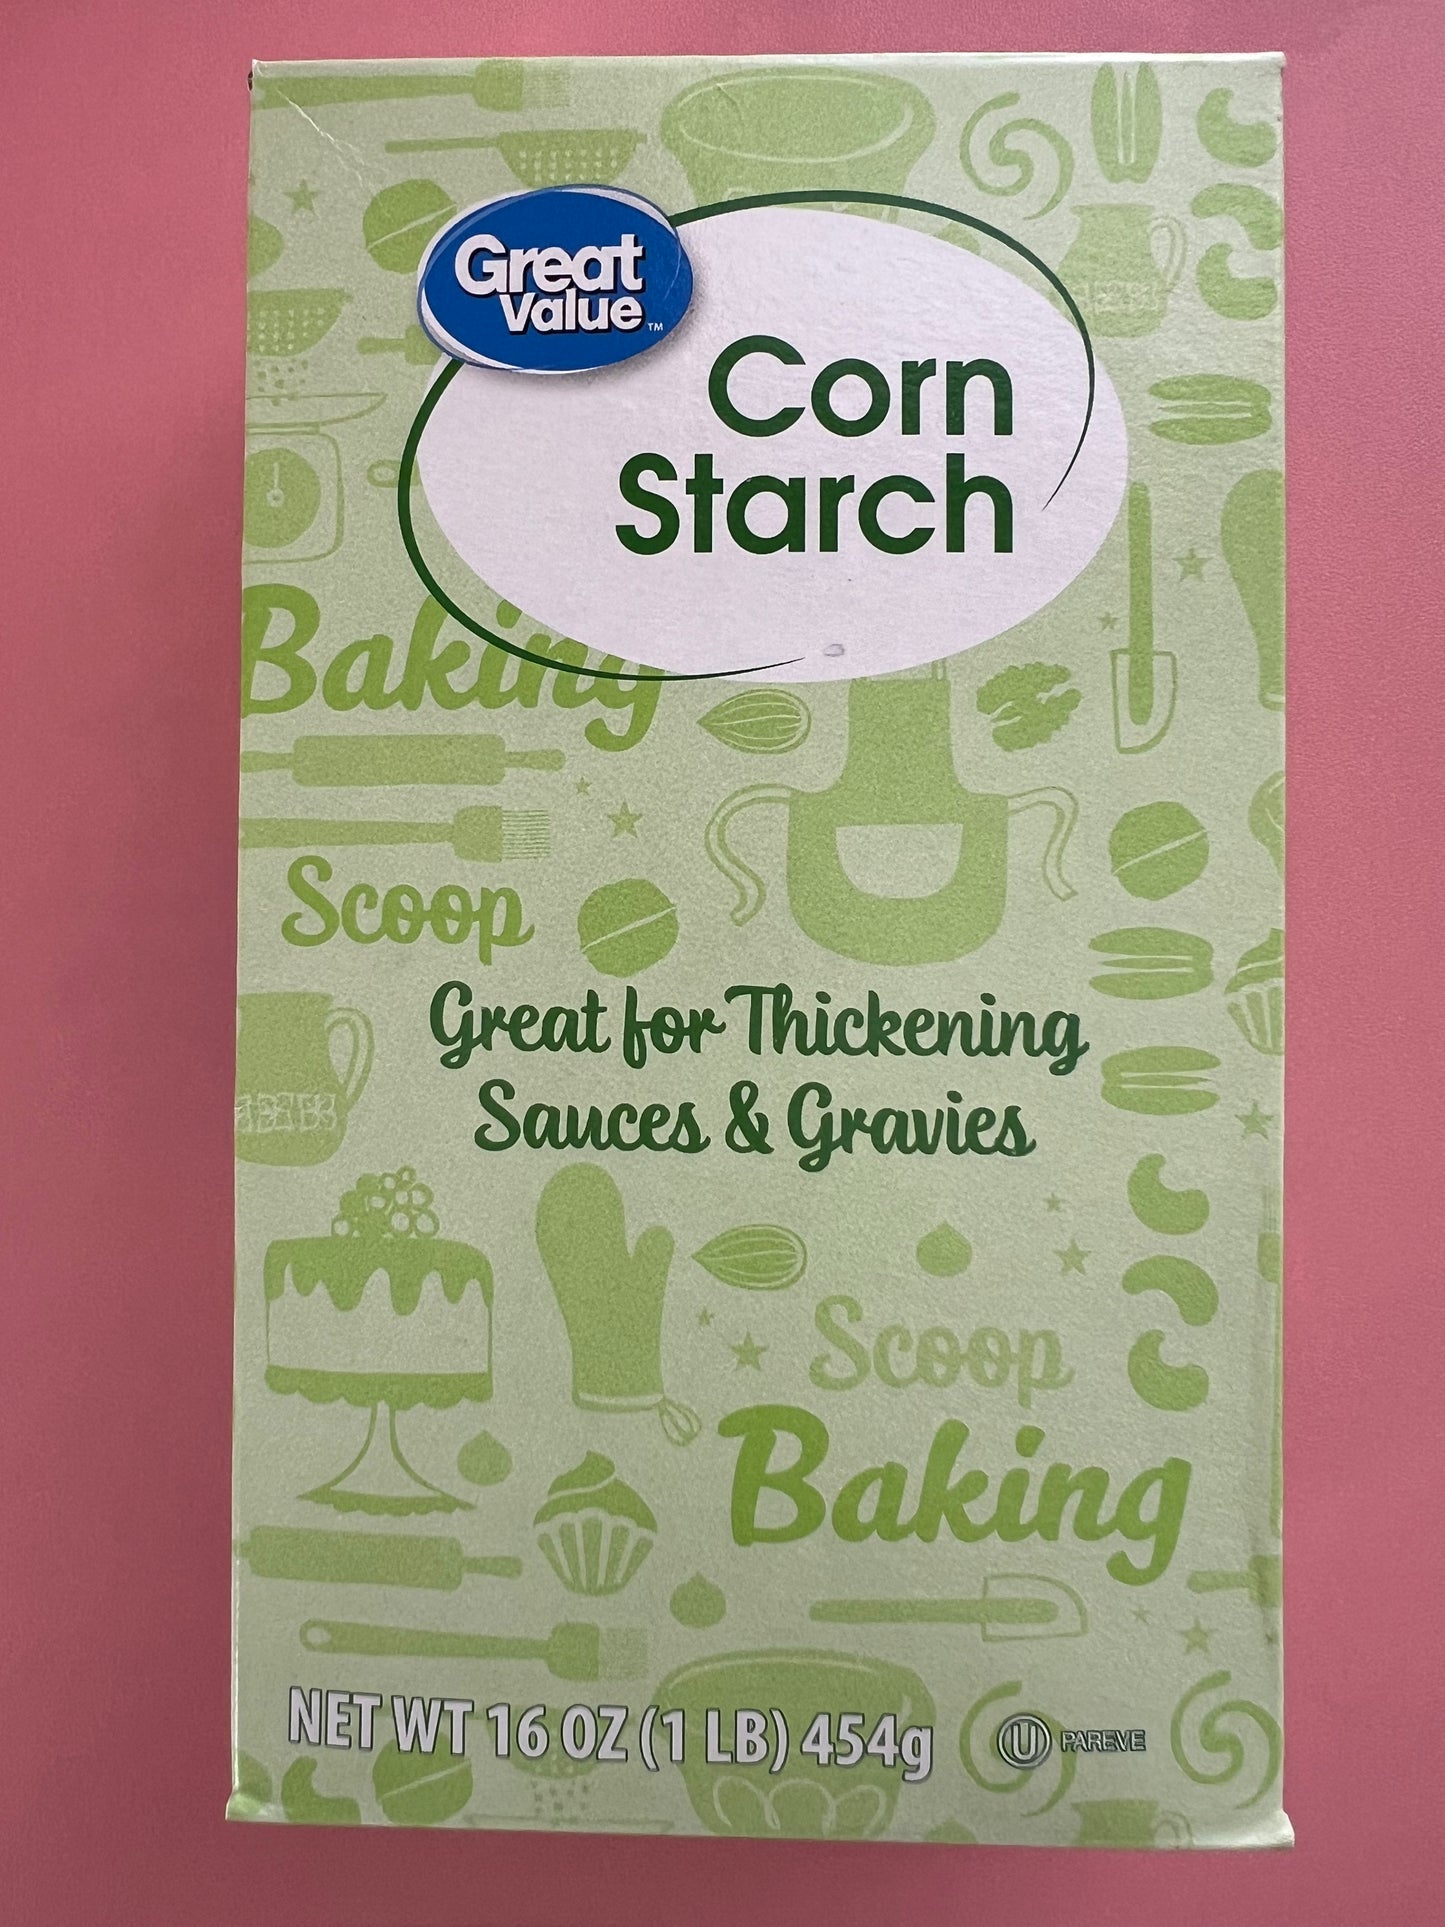 Great
Value™
Corn
Starch
Baking
Scoop
Great for Thickening
Sauces & Gravies
Scoop
Baking
NET WT 16 OZ (1 LB) 454g
U PAREVE